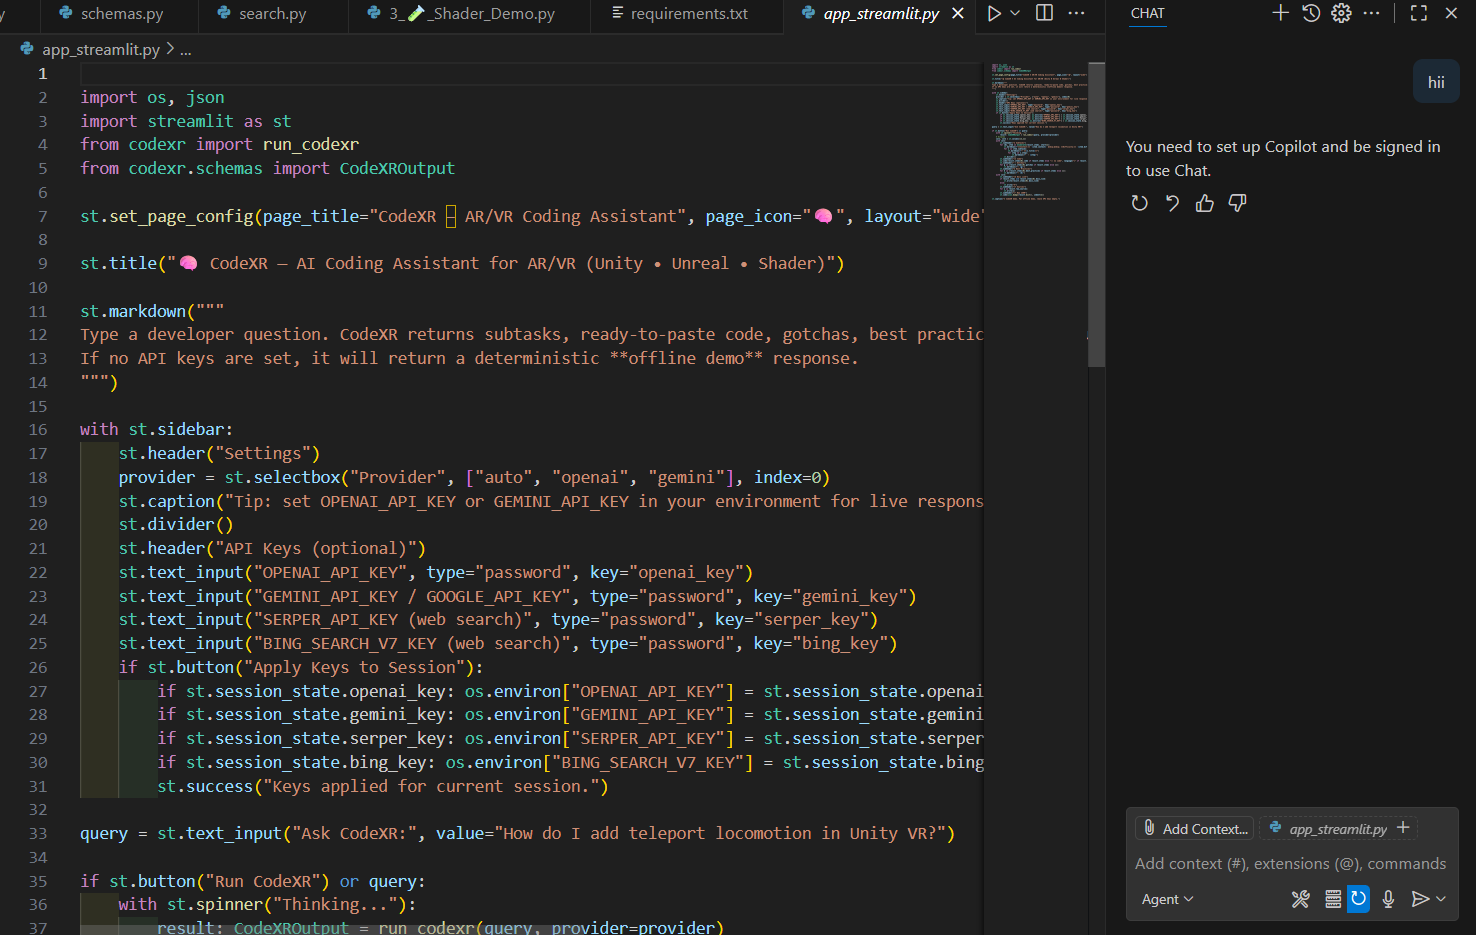 y
schemas.py
search.py
3_🧪_Shader_Demo.py
requirements.txt
app_streamlit.py
app_streamlit.py > ...
1
2 import os, json
3 import streamlit as st
4 from codexr import run_codexr
5 from codexr.schemas import CodeXROutput
6
7 st.set_page_config(page_title="CodeXR – AR/VR Coding Assistant", page_icon="🧠", layout="wide"
8
9 st.title("🧠 CodeXR — AI Coding Assistant for AR/VR (Unity • Unreal • Shader)")
10
11 st.markdown("""
12 Type a developer question. CodeXR returns subtasks, ready-to-paste code, gotchas, best practic
13 If no API keys are set, it will return a deterministic **offline demo** response.
14 """)
15
16 with st.sidebar:
17 st.header("Settings")
18 provider = st.selectbox("Provider", ["auto", "openai", "gemini"], index=0)
19 st.caption("Tip: set OPENAI_API_KEY or GEMINI_API_KEY in your environment for live respons
20 st.divider()
21 st.header("API Keys (optional)")
22 st.text_input("OPENAI_API_KEY", type="password", key="openai_key")
23 st.text_input("GEMINI_API_KEY / GOOGLE_API_KEY", type="password", key="gemini_key")
24 st.text_input("SERPER_API_KEY (web search)", type="password", key="serper_key")
25 st.text_input("BING_SEARCH_V7_KEY (web search)", type="password", key="bing_key")
26 if st.button("Apply Keys to Session"):
27 if st.session_state.openai_key: os.environ["OPENAI_API_KEY"] = st.session_state.openai
28 if st.session_state.gemini_key: os.environ["GEMINI_API_KEY"] = st.session_state.gemini
29 if st.session_state.serper_key: os.environ["SERPER_API_KEY"] = st.session_state.serper
30 if st.session_state.bing_key: os.environ["BING_SEARCH_V7_KEY"] = st.session_state.bing
31 st.success("Keys applied for current session.")
32
33 query = st.text_input("Ask CodeXR:", value="How do I add teleport locomotion in Unity VR?")
34
35 if st.button("Run CodeXR") or query:
36 with st.spinner("Thinking..."):
37 result: CodeXROutput = run_codexr(query, provider=provider)
CHAT
hii
You need to set up Copilot and be signed in
to use Chat.
Add Context...
app_streamlit.py
Add context (#), extensions (@), commands
Agent